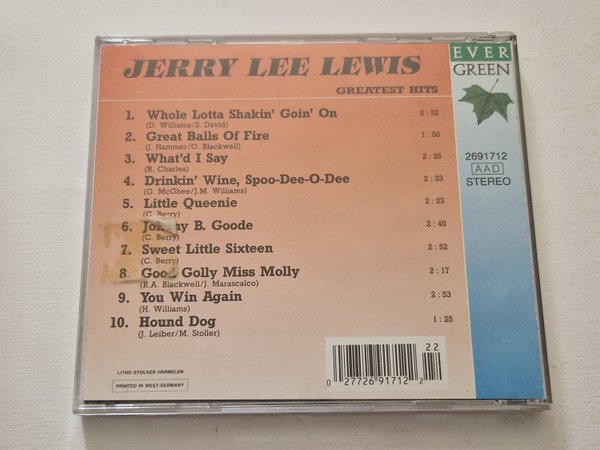 JERRY LEE LEWIS
GREATEST HITS
EVER
GREEN
1. Whole Lotta Shakin' Goin' On 2:52
(D. Williams/S. David)
2. Great Balls Of Fire 1:50
(J. Hammer/O. Blackwell)
3. What'd I Say 2:25
(R. Charles)
4. Drinkin' Wine, Spoo-Dee-O-Dee 2:33
(G. McGhee/J.M. Williams)
5. Little Queenie 2:23
(C. Berry)
6. Johnny B. Goode 2:40
(C. Berry)
7. Sweet Little Sixteen 2:52
(C. Berry)
8. Good Golly Miss Molly 2:17
(R.A. Blackwell/J. Marascalco)
9. You Win Again 2:53
(H. Williams)
10. Hound Dog 1:25
(J. Leiber/M. Stoller)
2691712
AAD
STEREO
LITHO STOLKER HARMELEN
PRINTED IN WEST-GERMANY
22
0 27726 91712 2